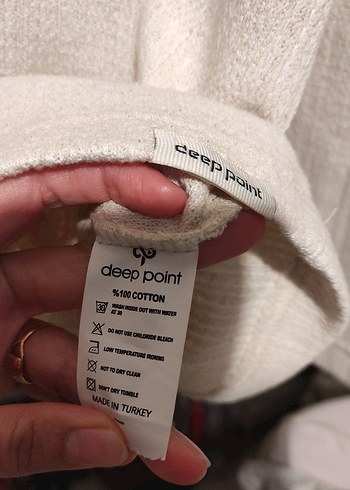 deep point
deep point
%100 COTTON
30
WASH INSIDE OUT WITH WATER
AT 30
DO NOT USE CHLORIDE BLEACH
LOW TEMPERATURE IRONING
NOT TO DRY CLEAN
DON'T DRY TUMBLE
MADE IN TURKEY